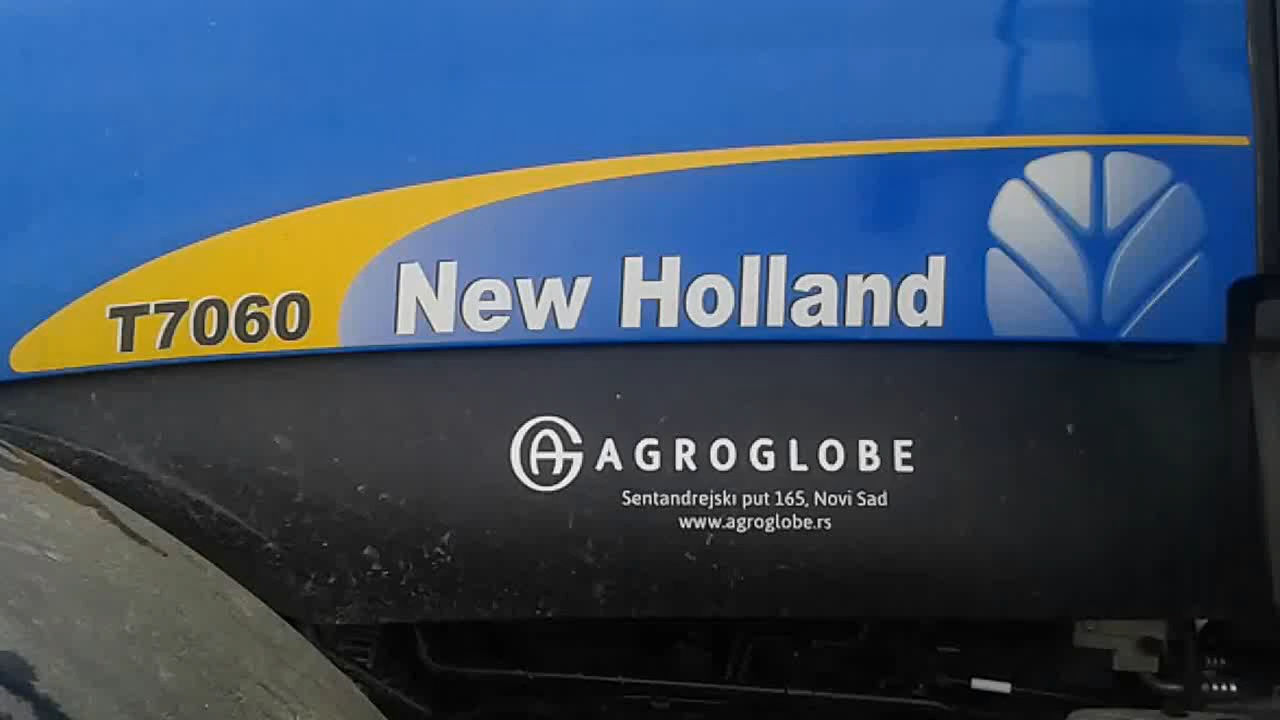 T7060
New Holland
AGROGLOBE
Sentandrejski put 165, Novi Sad
www.agroglobe.rs